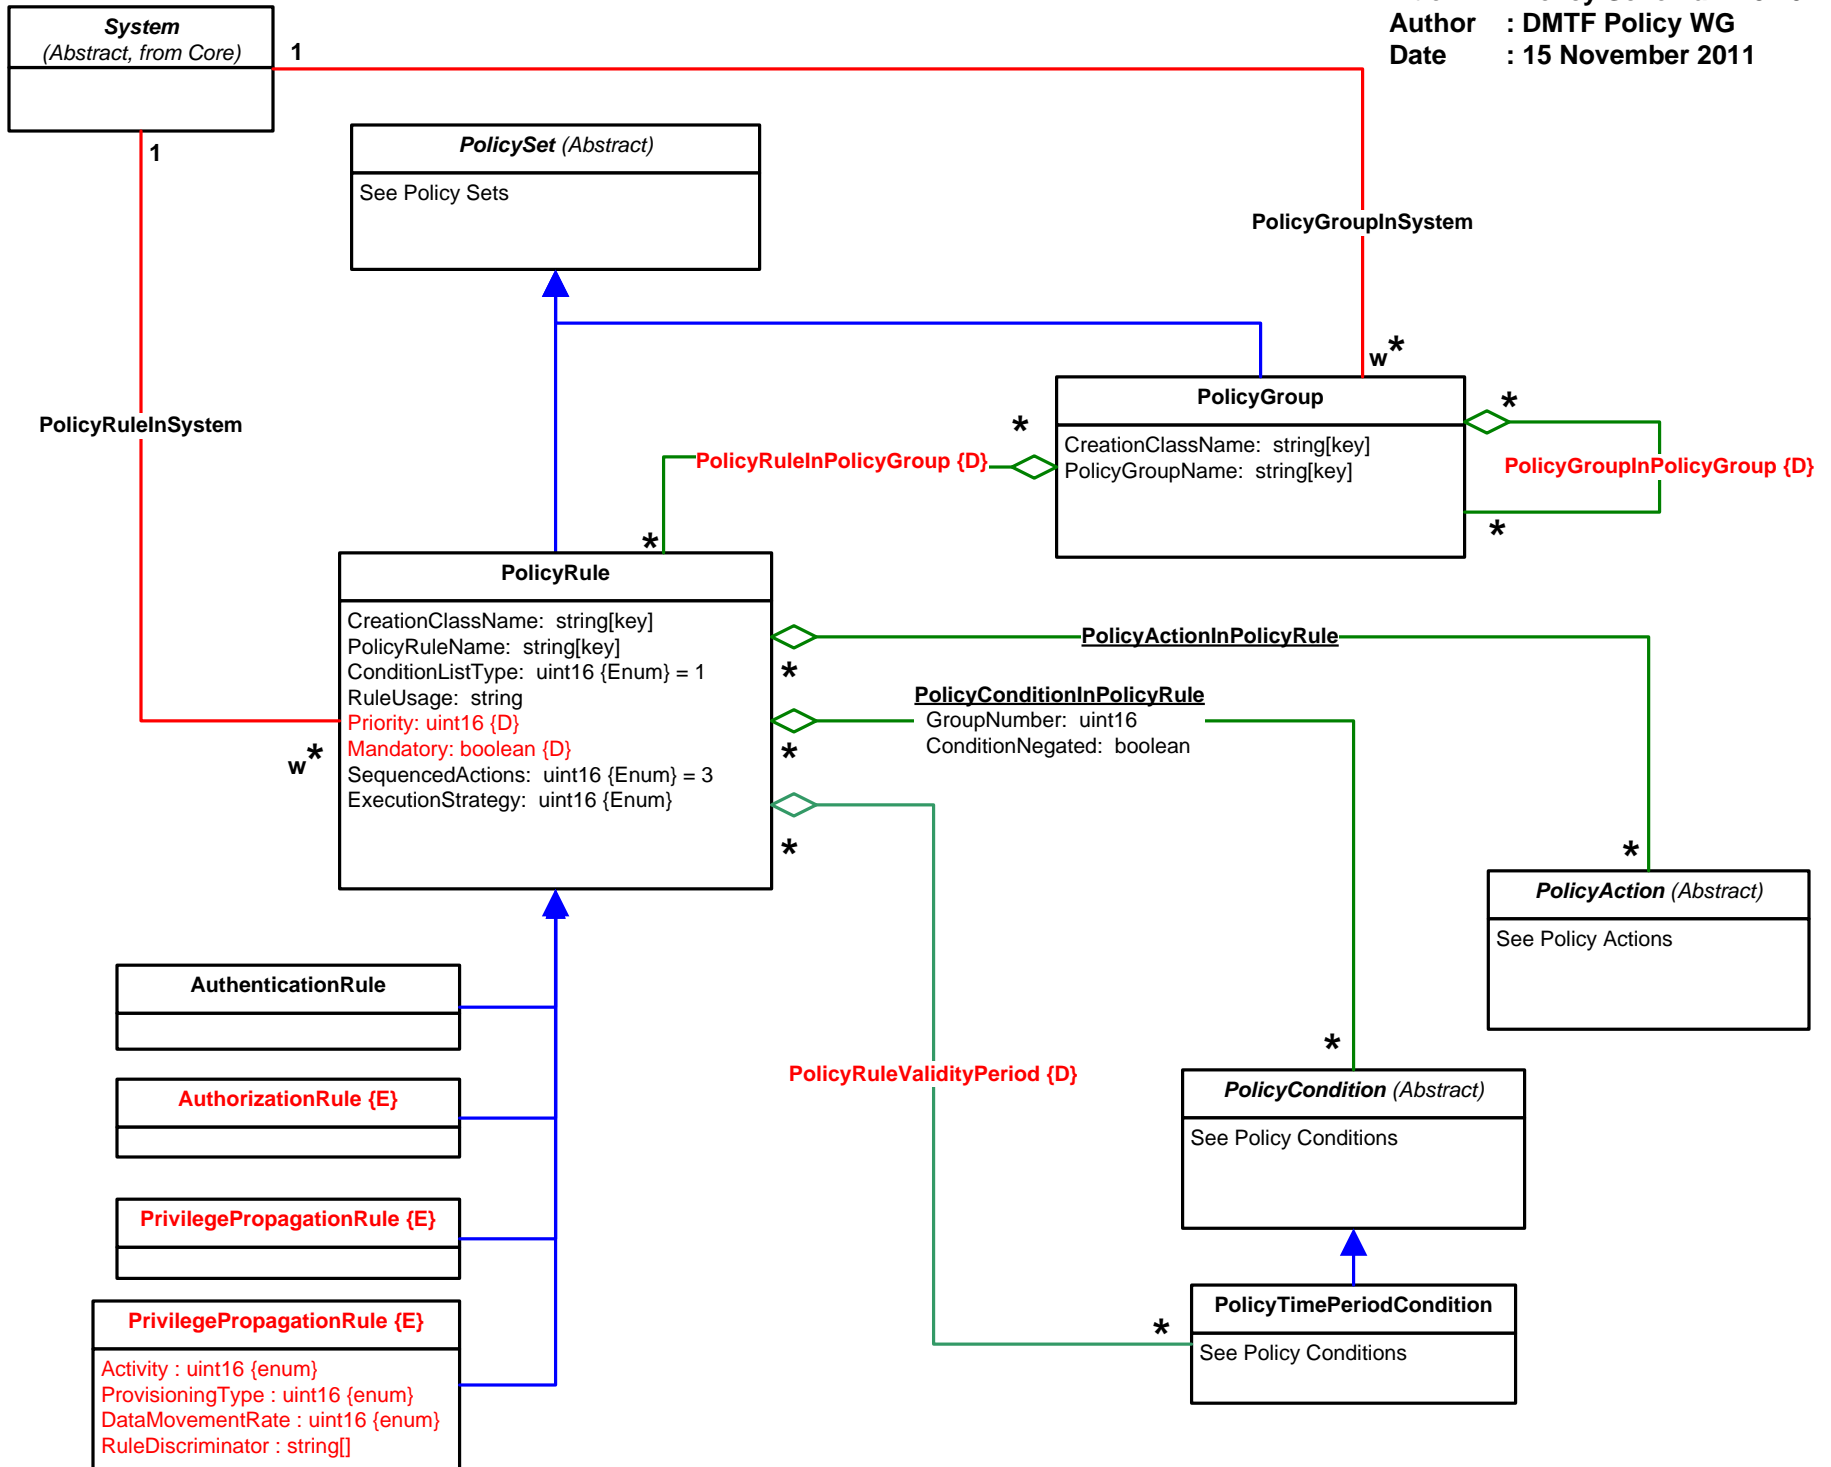 System
(Abstract, from Core)
Author : DMTF Policy WG
Date : 15 November 2011
1
1
PolicySet (Abstract)
See Policy Sets
PolicyGroupInSystem
w*
PolicyGroup
CreationClassName: string[key]
PolicyGroupName: string[key]
*
*
PolicyGroupInPolicyGroup {D}
*
PolicyRuleInSystem
PolicyRuleInPolicyGroup {D}
*
PolicyRule
CreationClassName: string[key]
PolicyRuleName: string[key]
ConditionListType: uint16 {Enum} = 1
RuleUsage: string
Priority: uint16 {D}
Mandatory: boolean {D}
SequencedActions: uint16 {Enum} = 3
ExecutionStrategy: uint16 {Enum}
w*
PolicyActionInPolicyRule
*
PolicyConditionInPolicyRule
GroupNumber: uint16
ConditionNegated: boolean
*
*
*
PolicyAction (Abstract)
See Policy Actions
AuthenticationRule
AuthorizationRule {E}
PrivilegePropagationRule {E}
PrivilegePropagationRule {E}
Activity : uint16 {enum}
ProvisioningType : uint16 {enum}
DataMovementRate : uint16 {enum}
RuleDiscriminator : string[]
PolicyRuleValidityPeriod {D}
*
PolicyCondition (Abstract)
See Policy Conditions
PolicyTimePeriodCondition
See Policy Conditions
*